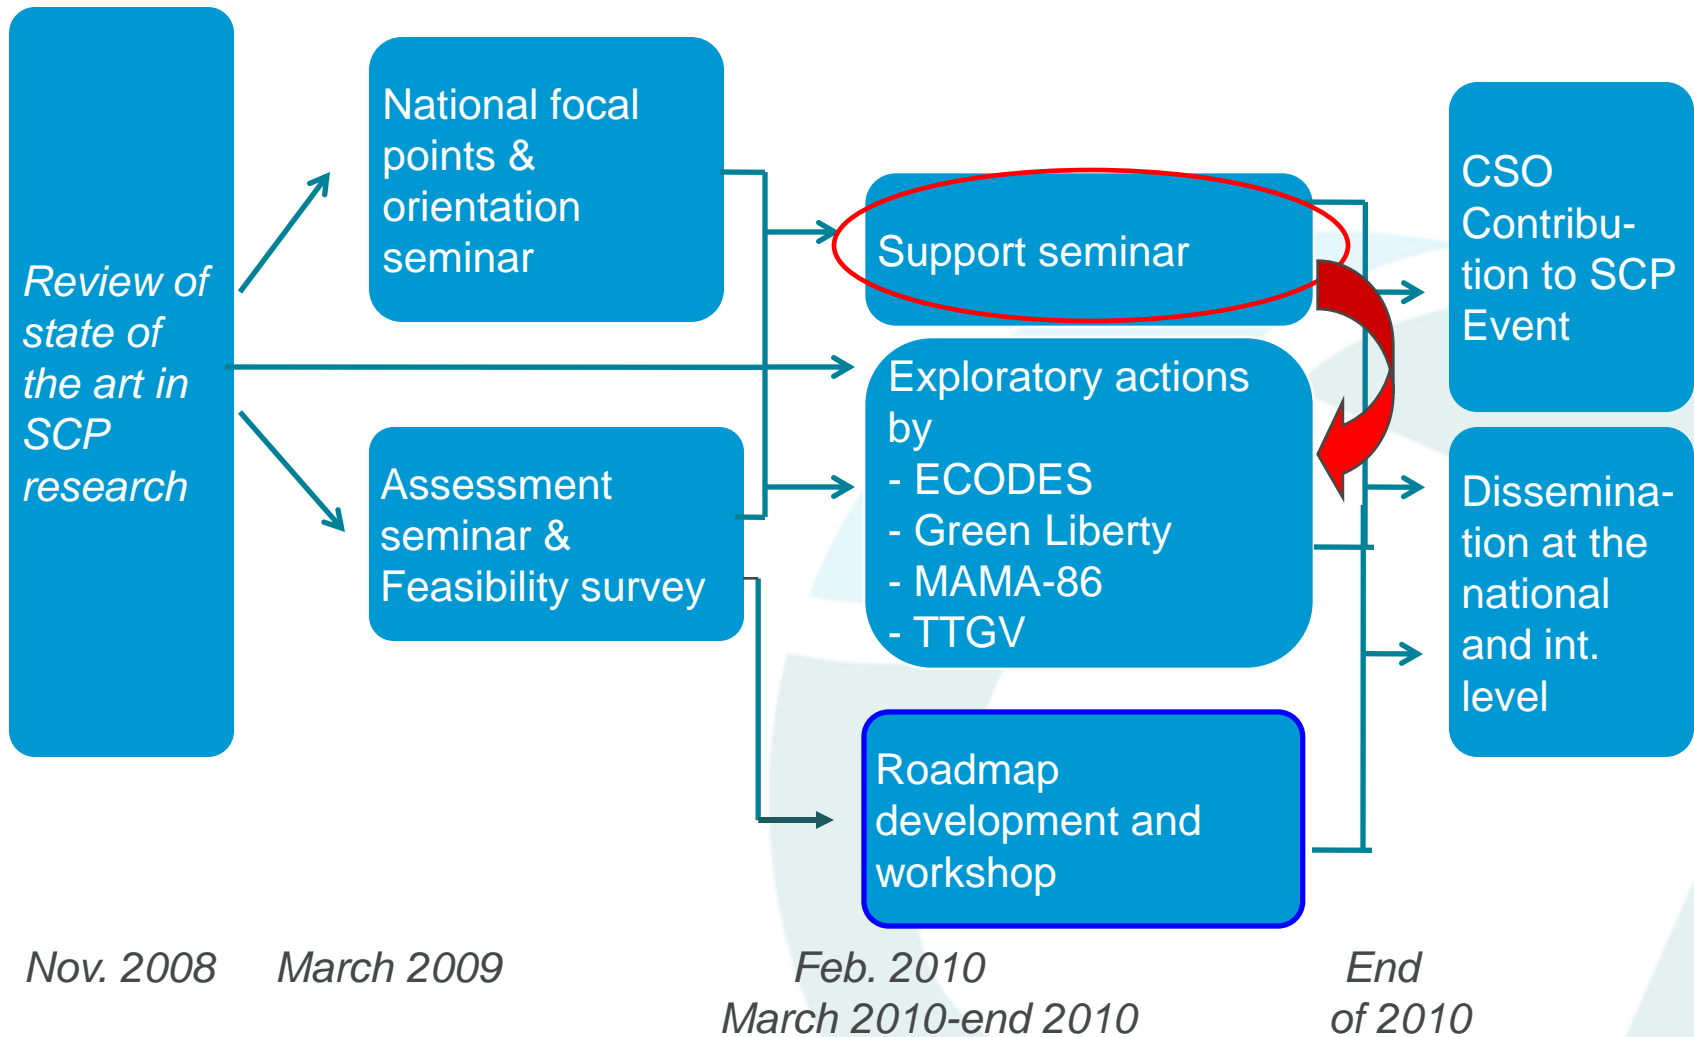 Review of
state of
the art in
SCP
research
National focal
points &
orientation
seminar
Assessment
seminar &
Feasibility survey
Support seminar
Exploratory actions
by
- ECODES
- Green Liberty
- MAMA-86
- TTGV
Roadmap
development and
workshop
CSO
Contribu-
tion to SCP
Event
Dissemina-
tion at the
national
and int.
level
Nov. 2008
March 2009
Feb. 2010
March 2010-end 2010
End
of 2010